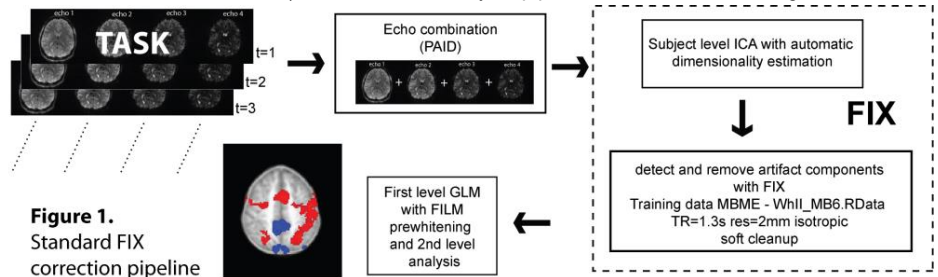 echo 1 echo 2 echo 3 echo 4
TASK
t=1
t=2
t=3
Echo combination
(PAID)
echo 1 echo 2 echo 3 echo 4
+ + +
Subject level ICA with automatic
dimensionality estimation
FIX
detect and remove artifact components
with FIX
Training data MBME - WhII_MB6.RData
TR=1.3s res=2mm isotropic
soft cleanup
First level GLM
with FILM
prewhitening
and 2nd level
analysis
Figure 1.
Standard FIX
correction pipeline